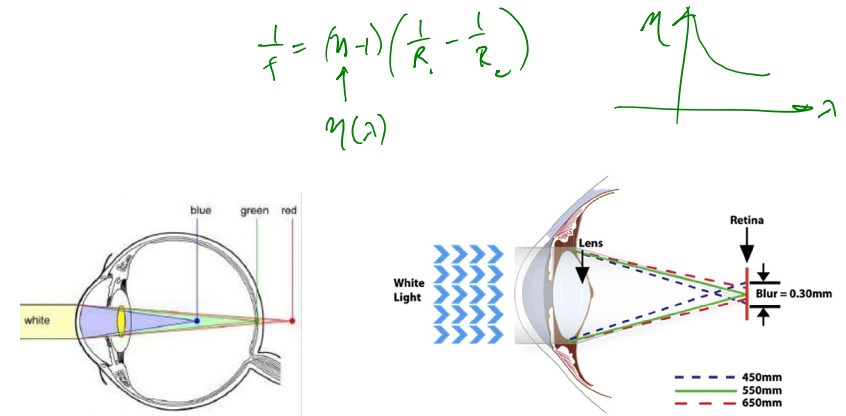 1/f = (η-1)(1/R₁ - 1/R₂)
η(λ)
η
λ
blue green red
white
White
Light
Lens
Retina
Blur = 0.30mm
450mm
550mm
650mm